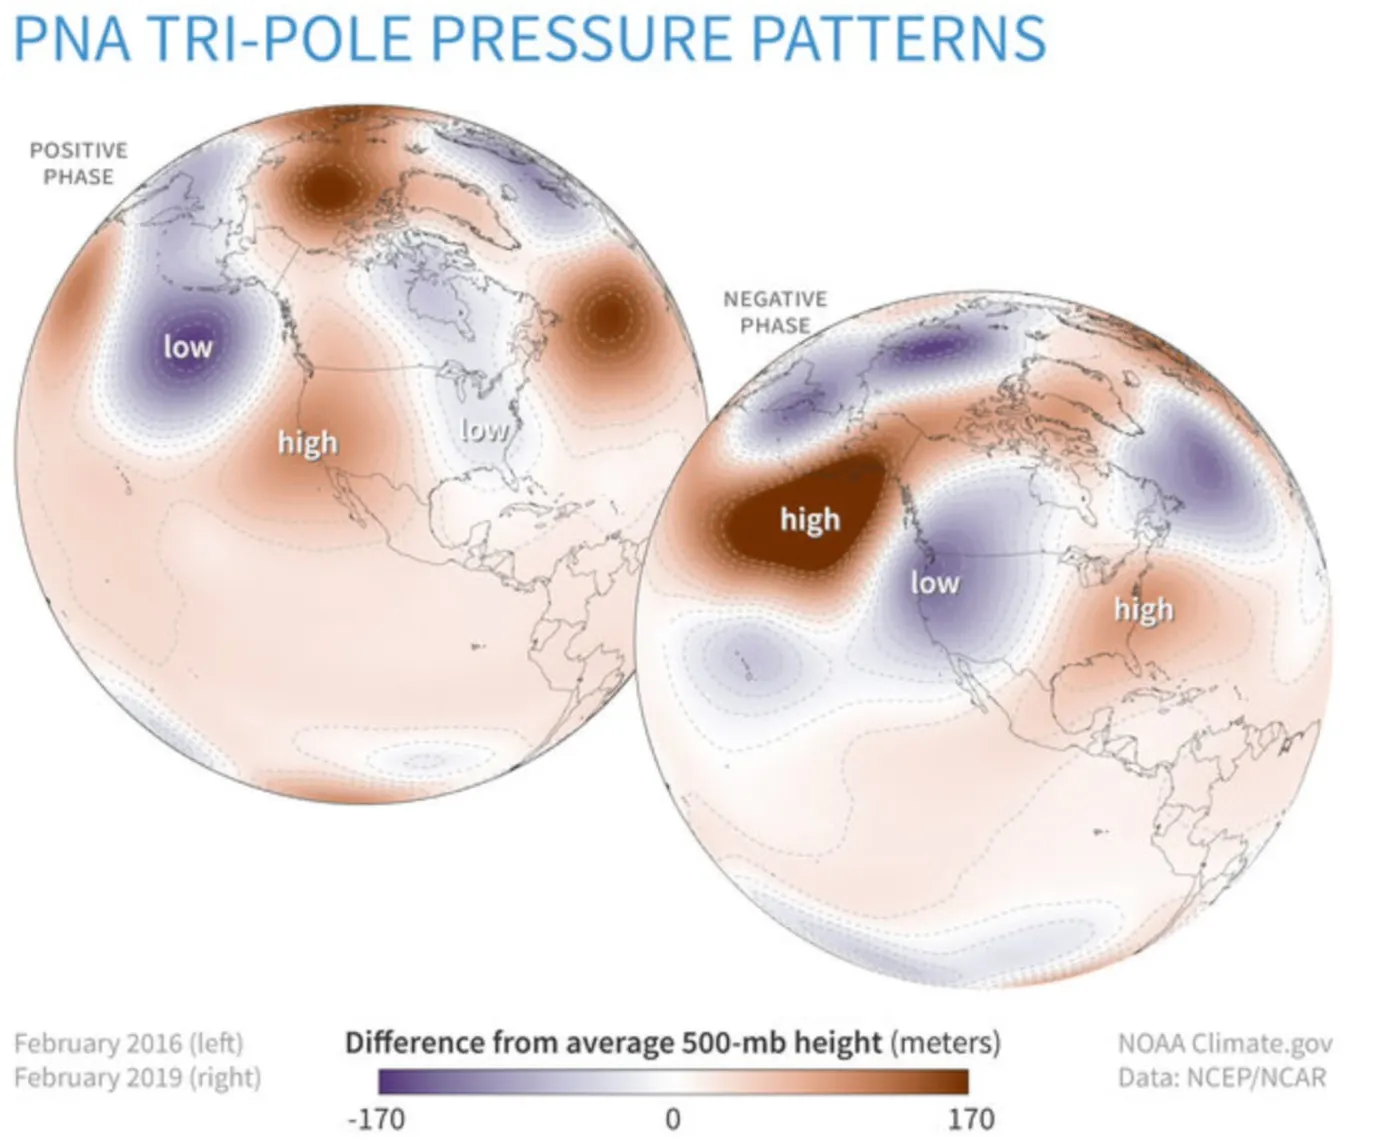 PNA TRI-POLE PRESSURE PATTERNS
POSITIVE
PHASE
low
high
low
NEGATIVE
PHASE
high
low
high
February 2016 (left)
February 2019 (right)
Difference from average 500-mb height (meters)
-170 0 170
NOAA Climate.gov
Data: NCEP/NCAR